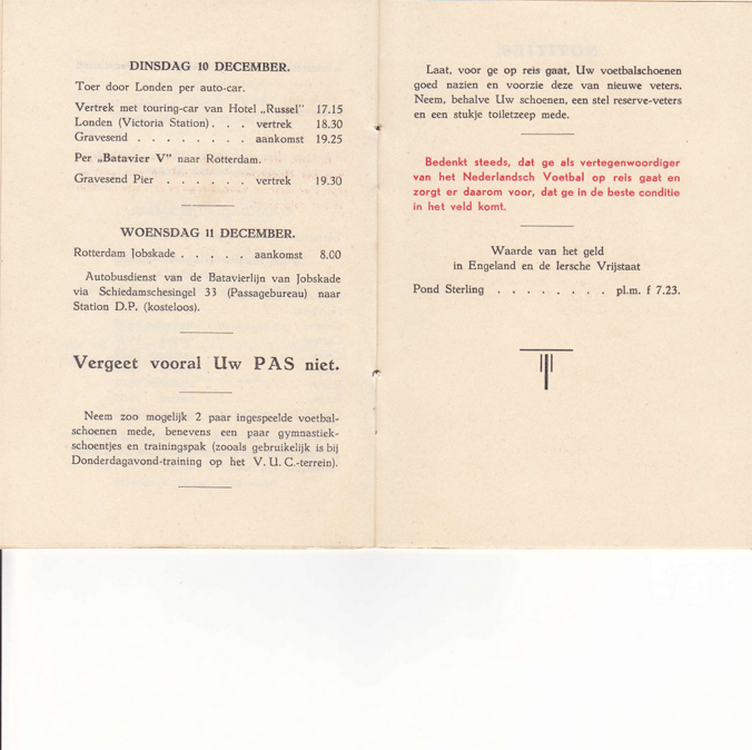 DINSDAG 10 DECEMBER.
Toer door Londen per auto-car.
Vertrek met touring-car van Hotel „Russel” 17.15
Londen (Victoria Station) . . . vertrek 18.30
Gravesend . . . . . . . . aankomst 19.25
Per „Batavier V” naar Rotterdam.
Gravesend Pier . . . . . . vertrek 19.30
WOENSDAG 11 DECEMBER.
Rotterdam Jobskade . . . . . aankomst 8.00
Autobusdienst van de Batavierlijn van Jobskade
via Schiedamschesingel 33 (Passagebureau) naar
Station D.P. (kosteloos).
Vergeet vooral Uw PAS niet.
Neem zoo mogelijk 2 paar ingespeelde voetbal-
schoenen mede, benevens een paar gymnastiek-
schoentjes en trainingspak (zooals gebruikelijk is bij
Donderdagavond-training op het V. U. C.-terrein).
Laat, voor ge op reis gaat, Uw voetbalschoenen
goed nazien en voorzie deze van nieuwe veters.
Neem, behalve Uw schoenen, een stel reserve-veters
en een stukje toiletzeep mede.
Bedenkt steeds, dat ge als vertegenwoordiger
van het Nederlandsch Voetbal op reis gaat en
zorgt er daarom voor, dat ge in de beste conditie
in het veld komt.
Waarde van het geld
in Engeland en de Iersche Vrijstaat
Pond Sterling . . . . . . . . pl.m. f 7.23.